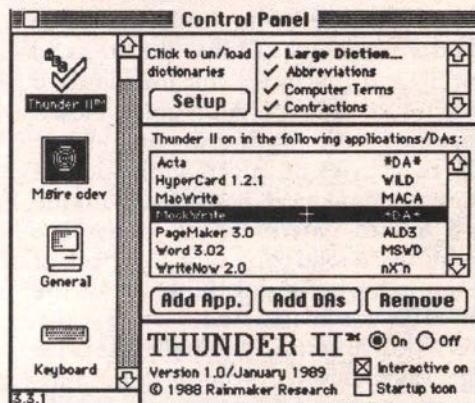 Control Panel
Thunder II™
Møire cdev
General
Keyboard
3.3.1
Click to un/load
dictionaries
Setup
✓ Large Diction...
✓ Abbreviations
✓ Computer Terms
✓ Contractions
Thunder II on in the following applications/DAs:
Acta *DA*
HyperCard 1.2.1 WILD
MacWrite MACA
MockWrite *DA*
PageMaker 3.0 ALD3
Word 3.02 MSWD
WriteNow 2.0 nX^n
Add App. Add DAs Remove
THUNDER II™ On Off
Version 1.0/January 1989 Interactive on
© 1988 Rainmaker Research Startup icon